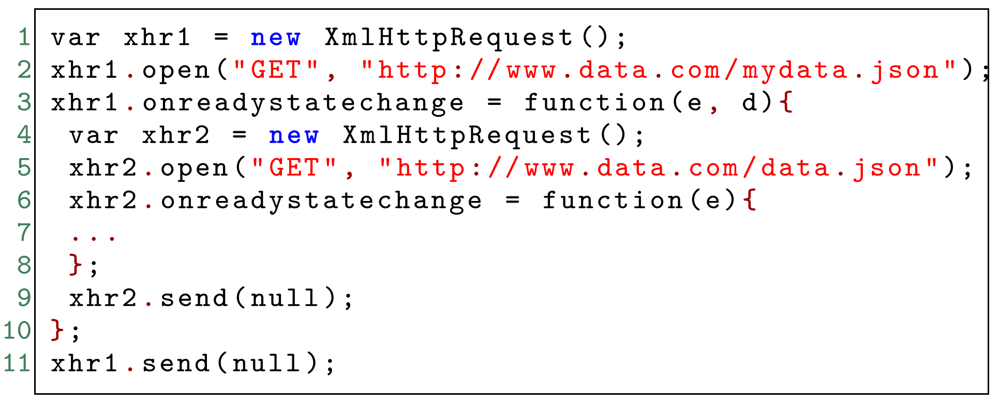 1 var xhr1 = new XmlHttpRequest();
2 xhr1.open("GET", "http://www.data.com/mydata.json");
3 xhr1.onreadystatechange = function(e, d){
4  var xhr2 = new XmlHttpRequest();
5  xhr2.open("GET", "http://www.data.com/data.json");
6  xhr2.onreadystatechange = function(e){
7  ...
8  };
9  xhr2.send(null);
10 };
11 xhr1.send(null);